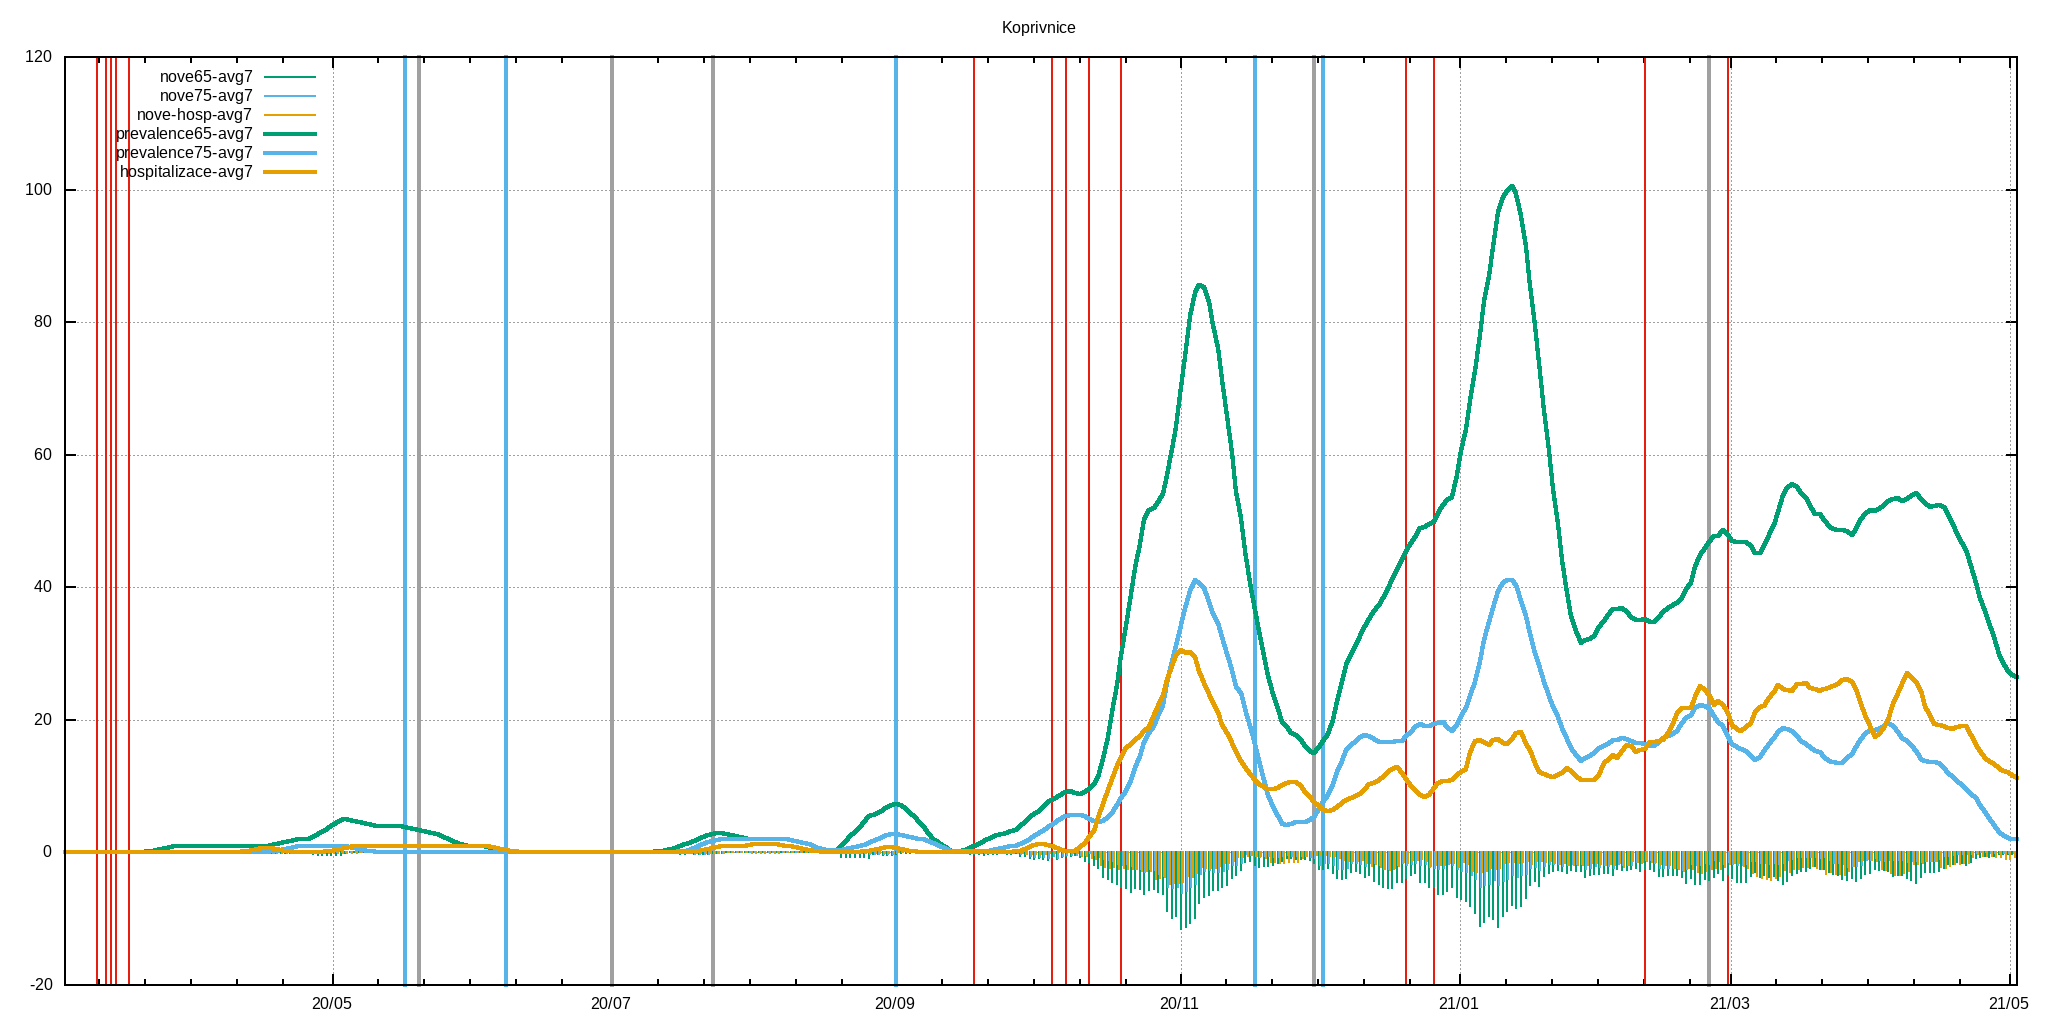 Koprivnice
120
nove65-avg7
nove75-avg7
nove-hosp-avg7
prevalence65-avg7
prevalence75-avg7
hospitalizace-avg7
100
80
60
40
20
0
-20
20/05 20/07 20/09 20/11 21/01 21/03 21/05